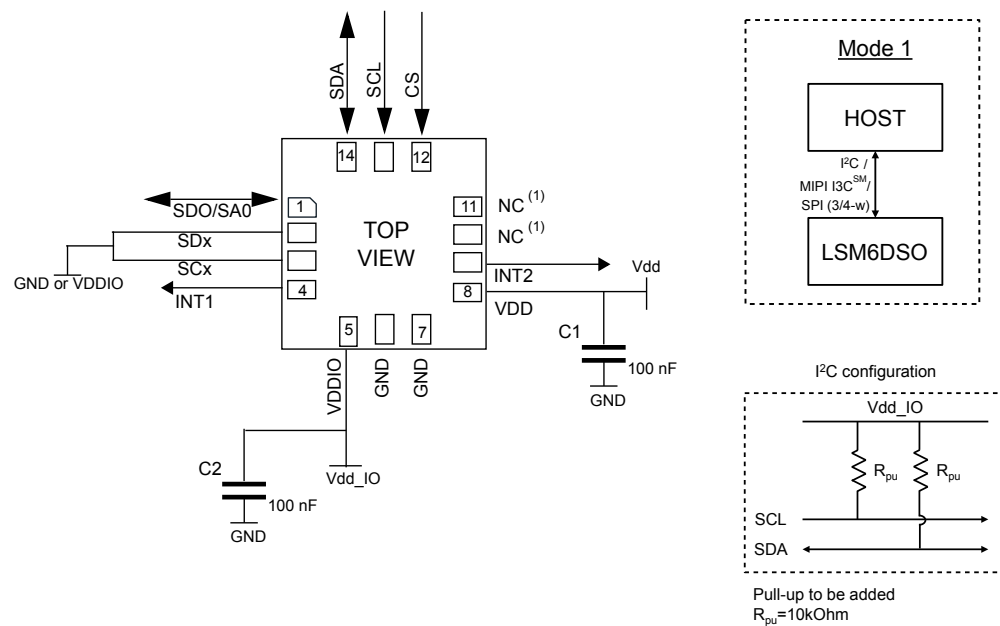 SDA
SCL
CS
14
12
1
11
NC (1)
SDO/SA0
TOP
VIEW
NC (1)
SDx
SCx
GND or VDDIO
INT1
4
INT2
8
VDD
Vdd
5
7
VDDIO
GND
GND
C1
100 nF
GND
C2
100 nF
GND
Vdd_IO
Mode 1
HOST
I²C /
MIPI I3C SM/
SPI (3/4-w)
LSM6DSO
I²C configuration
Vdd_IO
Rpu
Rpu
SCL
SDA
Pull-up to be added
Rpu=10kOhm